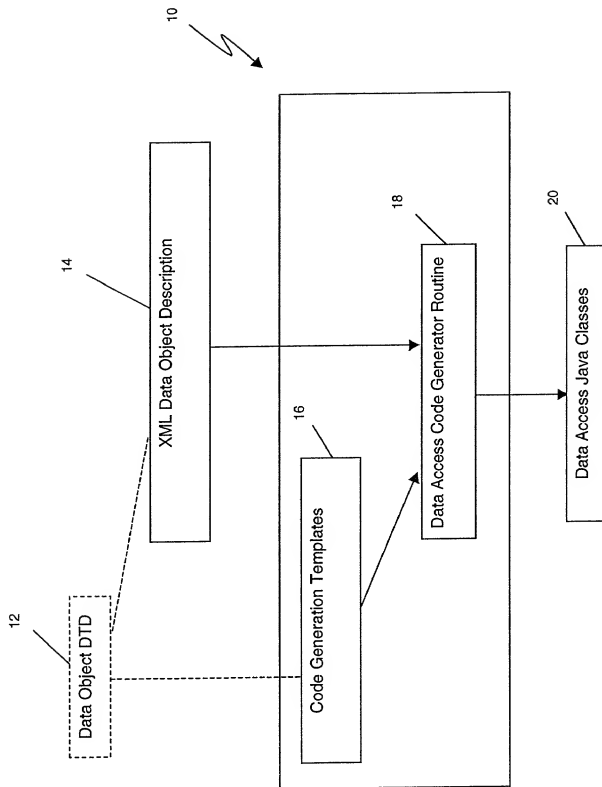 10
12
Data Object DTD
14
XML Data Object Description
16
Code Generation Templates
18
Data Access Code Generator Routine
20
Data Access Java Classes